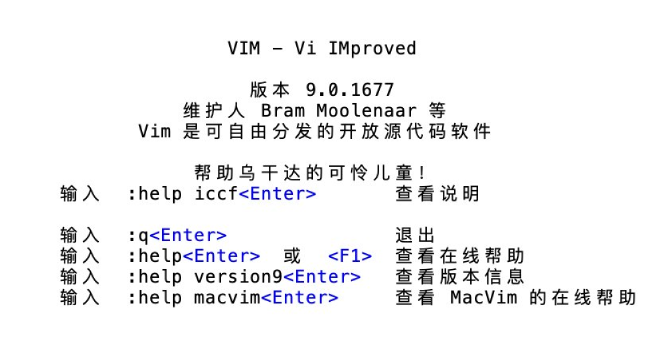 VIM - Vi IMproved
版本 9.0.1677
维护人 Bram Moolenaar 等
Vim 是可自由分发的开放源代码软件
帮助乌干达的可怜儿童!
输入 :help iccf<Enter> 查看说明
输入 :q<Enter> 退出
输入 :help<Enter> 或 <F1> 查看在线帮助
输入 :help version9<Enter> 查看版本信息
输入 :help macvim<Enter> 查看 MacVim 的在线帮助